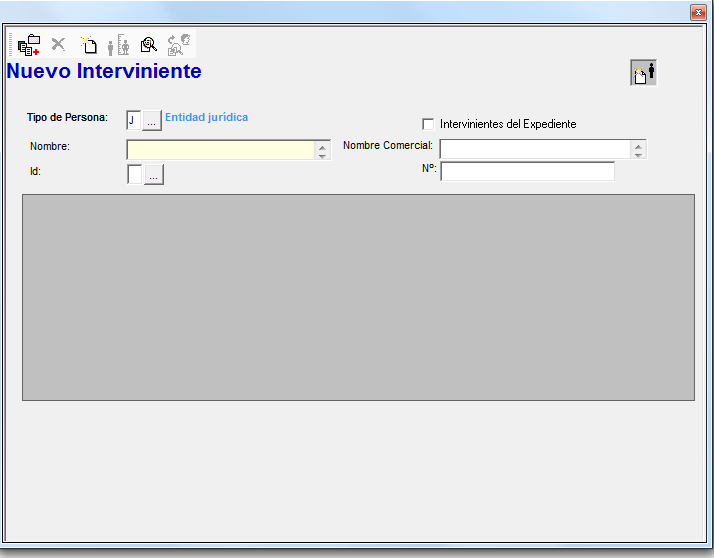 Nuevo Interviniente
Tipo de Persona: J ... Entidad jurídica
Intervinientes del Expediente
Nombre: Nombre Comercial:
Id: ... Nº: